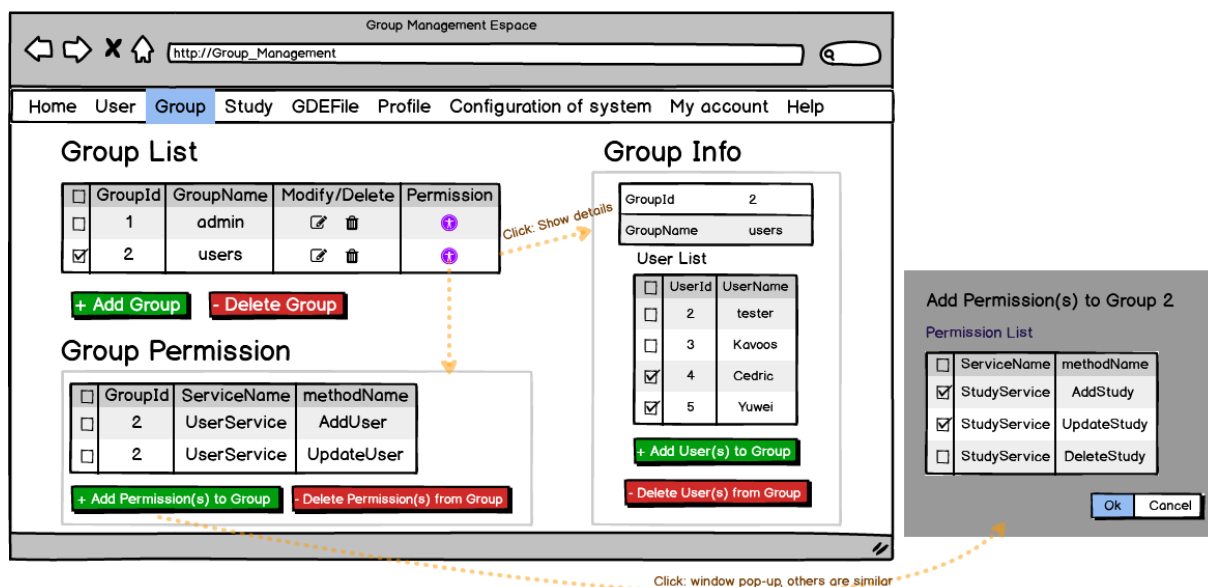 Group Management Espace
http://Group_Management
Home User Group Study GDEFile Profile Configuration of system My account Help
Group List
GroupId GroupName Modify/Delete Permission
1 admin
2 users
+ Add Group - Delete Group
Click: Show details
Group Permission
GroupId ServiceName methodName
2 UserService AddUser
2 UserService UpdateUser
+ Add Permission(s) to Group - Delete Permission(s) from Group
Group Info
GroupId 2
GroupName users
User List
UserId UserName
2 tester
3 Kavoos
4 Cedric
5 Yuwei
+ Add User(s) to Group
- Delete User(s) from Group
Add Permission(s) to Group 2
Permission List
ServiceName methodName
StudyService AddStudy
StudyService UpdateStudy
StudyService DeleteStudy
Ok Cancel
Click: window pop-up, others are similar